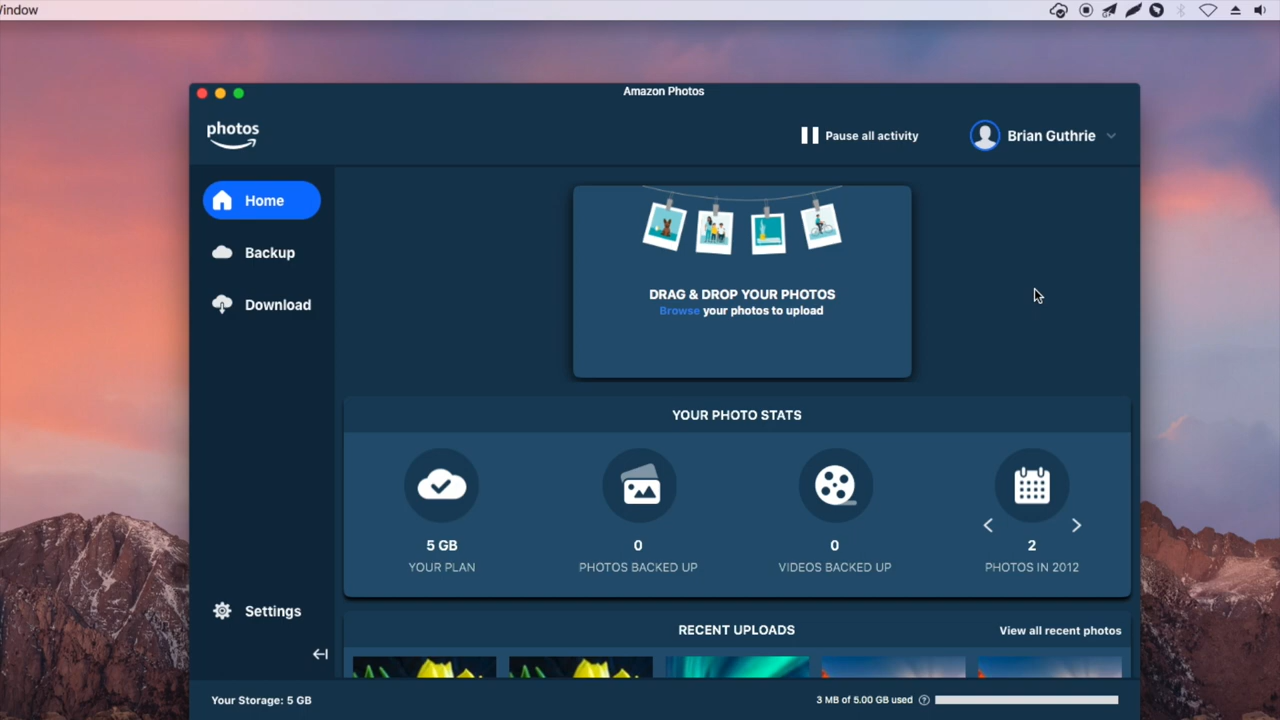 Window
Amazon Photos
photos
Pause all activity
Brian Guthrie
Home
Backup
Download
DRAG & DROP YOUR PHOTOS
Browse your photos to upload
YOUR PHOTO STATS
5 GB
YOUR PLAN
0
PHOTOS BACKED UP
0
VIDEOS BACKED UP
2
PHOTOS IN 2012
Settings
RECENT UPLOADS
View all recent photos
Your Storage: 5 GB
3 MB of 5.00 GB used
?